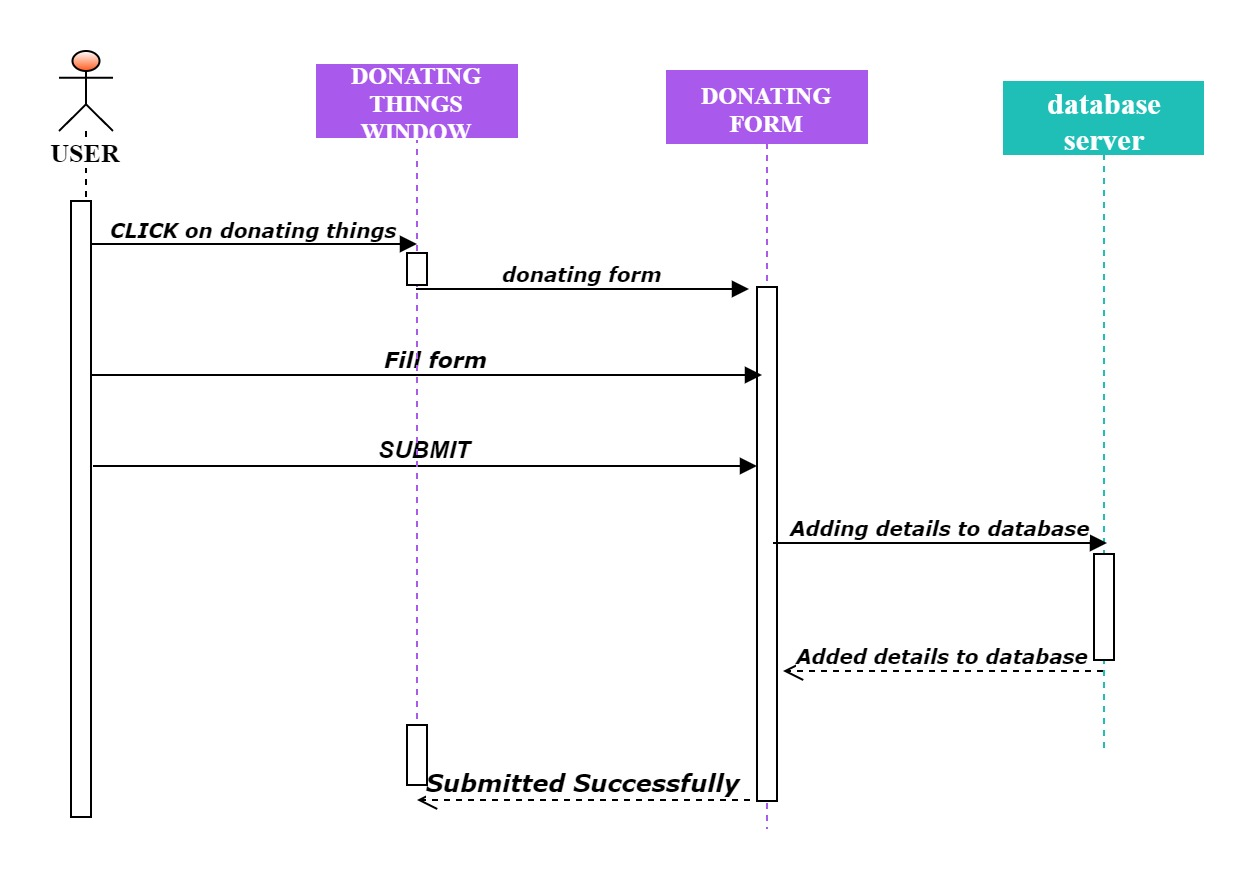 USER
DONATING
THINGS
WINDOW
DONATING
FORM
database
server
CLICK on donating things
donating form
Fill form
SUBMIT
Adding details to database
Added details to database
Submitted Successfully